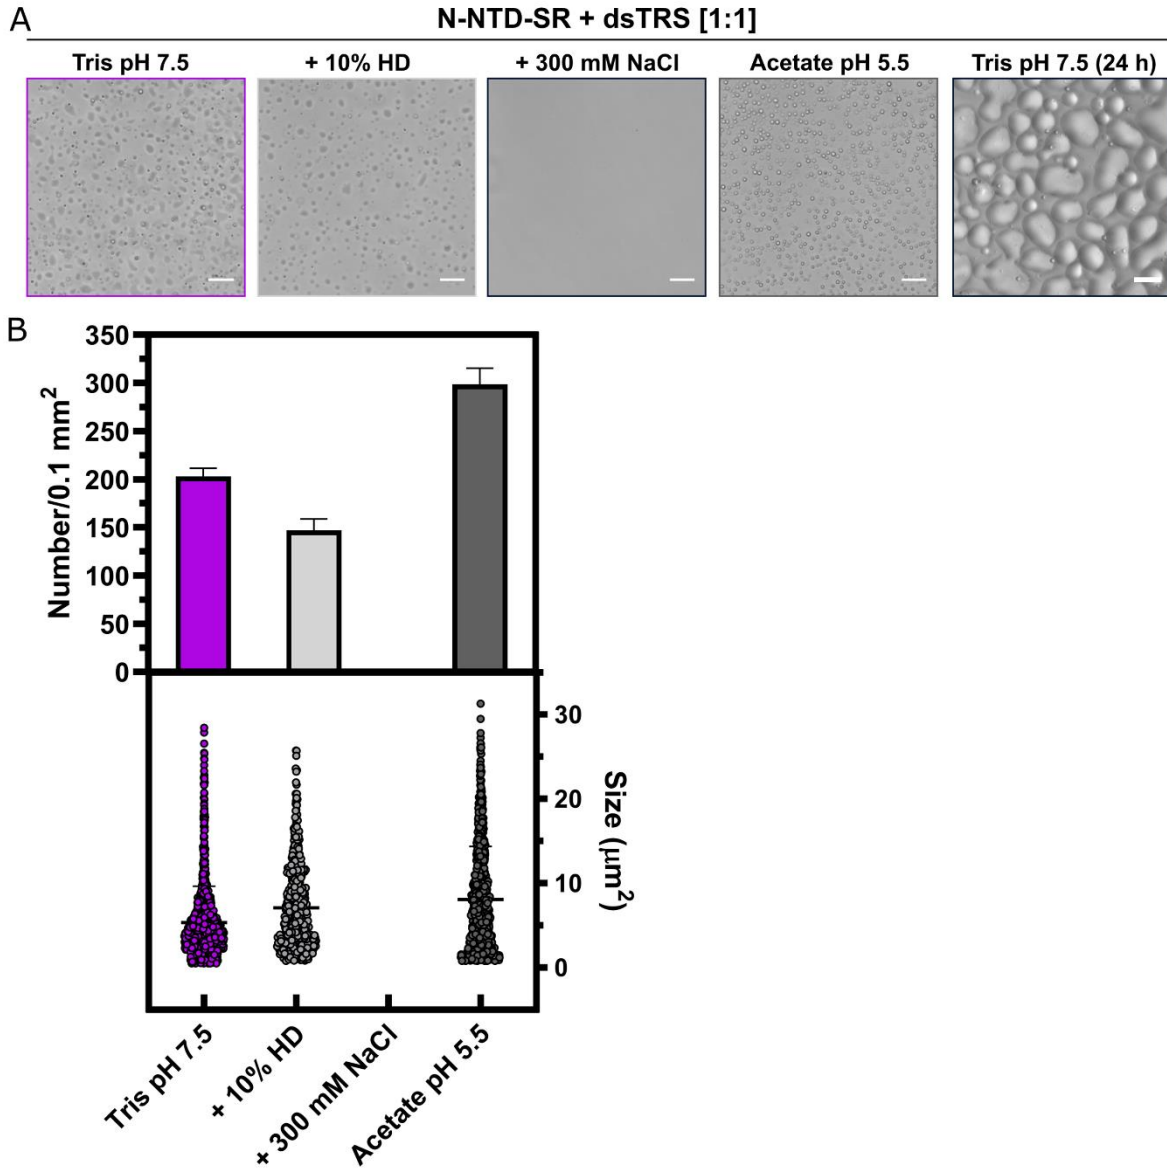 A
N-NTD-SR + dsTRS [1:1]
Tris pH 7.5
+ 10% HD
+ 300 mM NaCl
Acetate pH 5.5
Tris pH 7.5 (24 h)
B
350
300
250
200
150
100
50
0
Number/0.1 mm²
30
20
10
0
Size (μm²)
Tris pH 7.5
+ 10% HD
+ 300 mM NaCl
Acetate pH 5.5